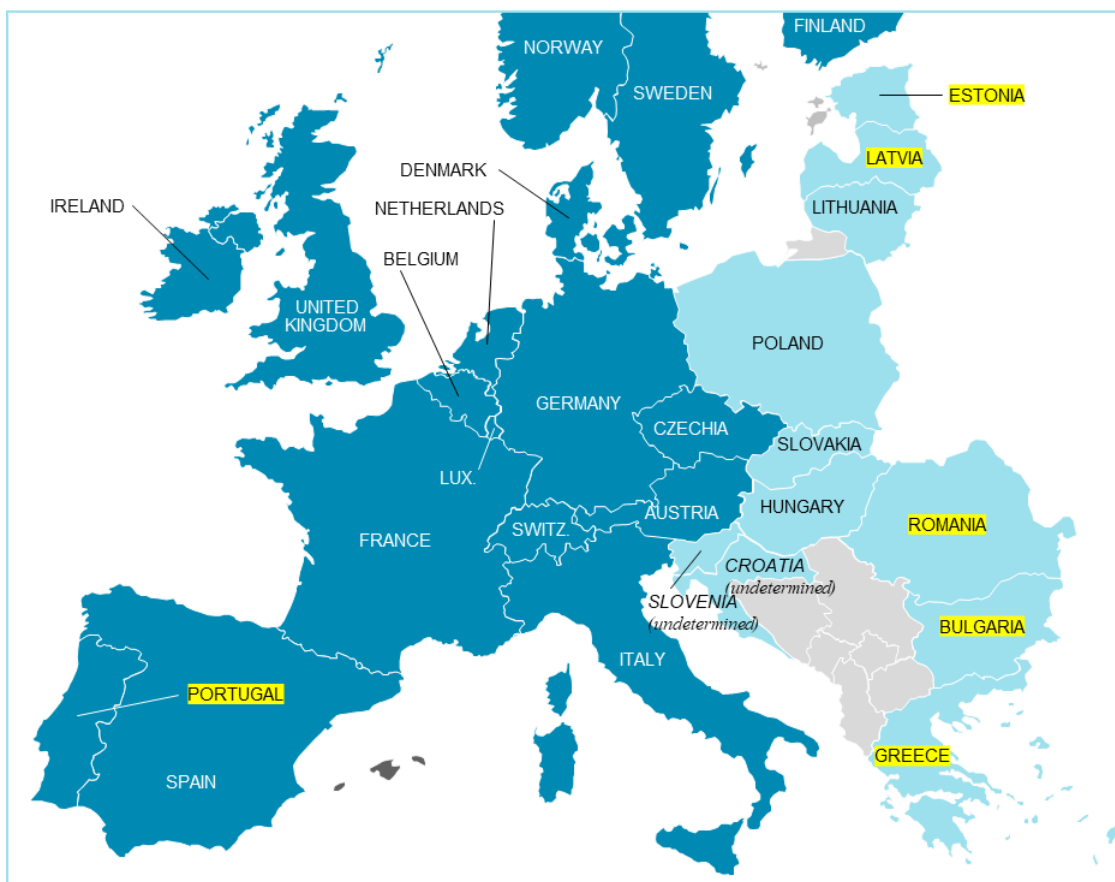 FINLAND
NORWAY
SWEDEN
ESTONIA
LATVIA
DENMARK
IRELAND
NETHERLANDS
LITHUANIA
BELGIUM
UNITED
KINGDOM
POLAND
GERMANY
CZECHIA
SLOVAKIA
LUX.
HUNGARY
AUSTRIA
ROMANIA
SWITZ.
FRANCE
CROATIA
(undetermined)
SLOVENIA
(undetermined)
BULGARIA
ITALY
PORTUGAL
GREECE
SPAIN